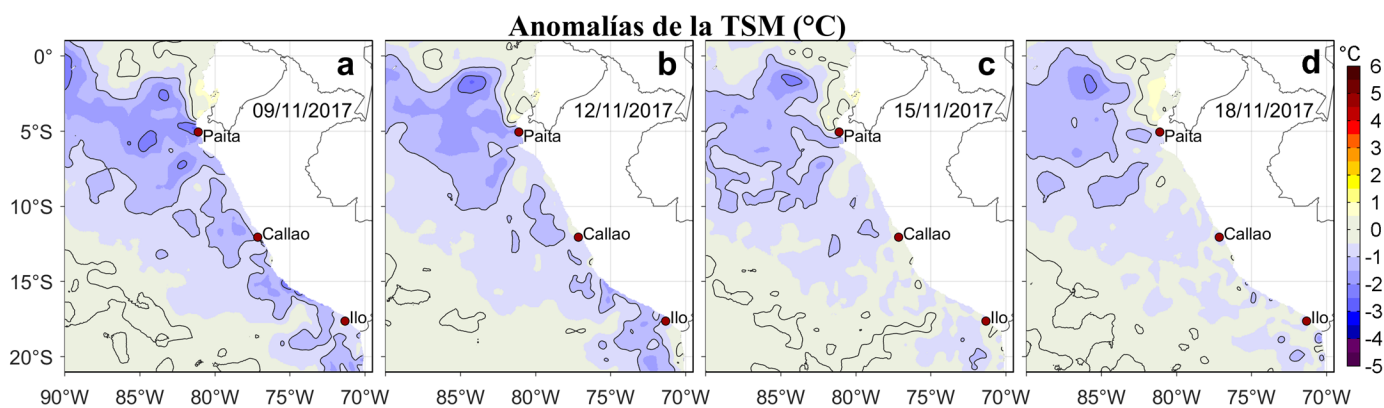 Anomalías de la TSM (°C)
a
09/11/2017
Paita
Callao
Ilo
b
12/11/2017
Paita
Callao
Ilo
c
15/11/2017
Paita
Callao
Ilo
d
18/11/2017
Paita
Callao
Ilo
0°
5°S
10°S
15°S
20°S
90°W 85°W 80°W 75°W 70°W
85°W 80°W 75°W 70°W
85°W 80°W 75°W 70°W
85°W 80°W 75°W 70°W
°C
6
5
4
3
2
1
0
-1
-2
-3
-4
-5